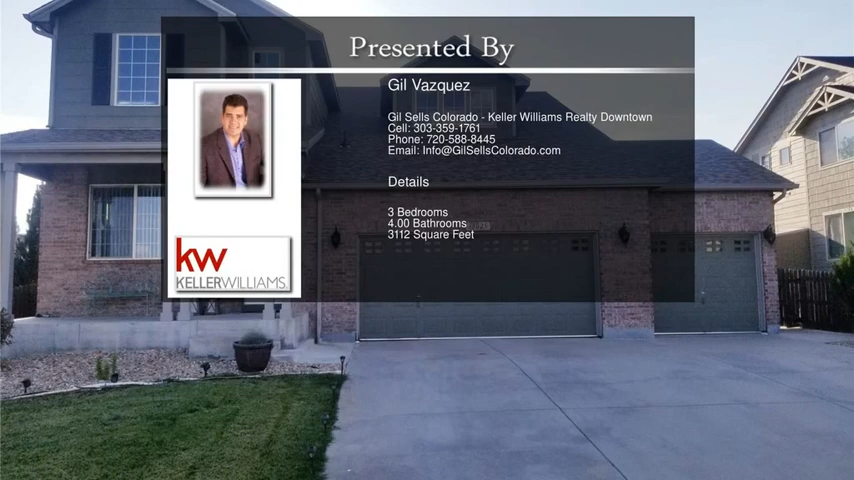 Presented By
Gil Vazquez
Gil Sells Colorado - Keller Williams Realty Downtown
Cell: 303-359-1761
Phone: 720-588-8445
Email: Info@GilSellsColorado.com
Details
3 Bedrooms
4.00 Bathrooms
3112 Square Feet
kw
KELLERWILLIAMS.